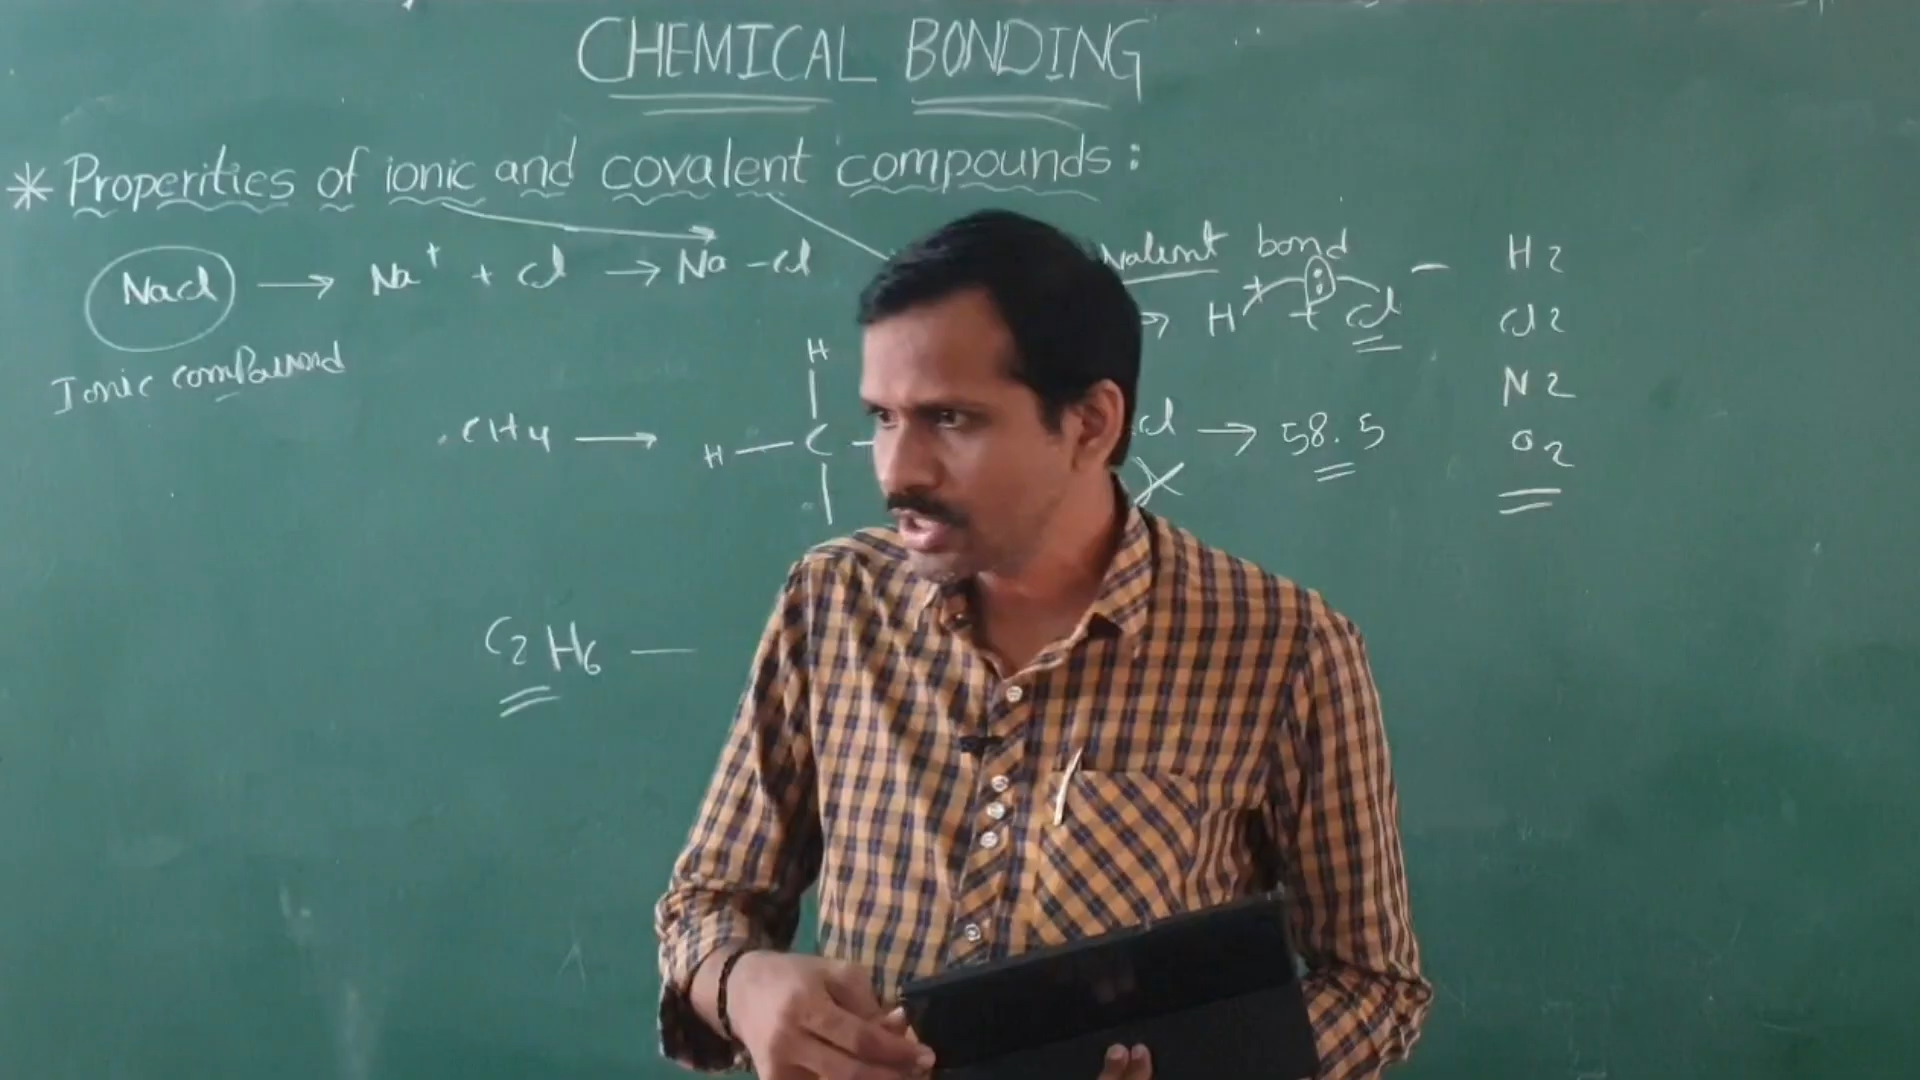 CHEMICAL BONDING
* Properities of ionic and covalent compounds:
Nacl → Na⁺ + cl → Na – cl
Ionic compound
bond
H⁺ : cl –
H2
cl2
N2
O2
CH4 → H – C –
H
cl → 58.5
C2H6 —